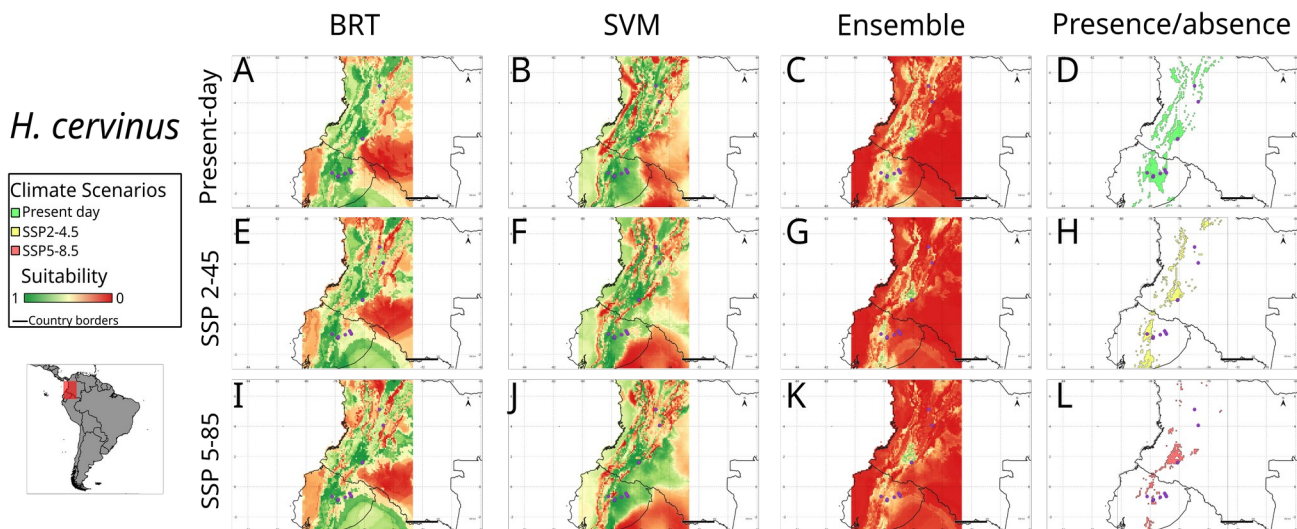 BRT SVM Ensemble Presence/absence
Present-day A B C D
H. cervinus
Climate Scenarios
Present day
SSP2-4.5
SSP5-8.5
Suitability
1 0
Country borders
SSP 2-45 E F G H
SSP 5-85 I J K L